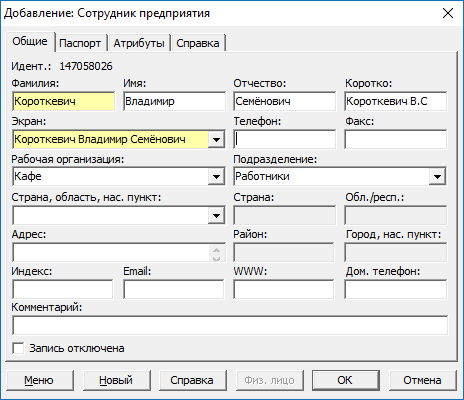 Добавление: Сотрудник предприятия
Общие Паспорт Атрибуты Справка
Идент.: 147058026
Фамилия: Имя: Отчество: Коротко:
Короткевич Владимир Семёнович Короткевич В.С
Экран: Телефон: Факс:
Короткевич Владимир Семёнович
Рабочая организация: Подразделение:
Кафе Работники
Страна, область, нас. пункт: Страна: Обл./респ.:
Адрес: Район: Город, нас. пункт:
Индекс: Email: WWW: Дом. телефон:
Комментарий:
Запись отключена
Меню Новый Справка Физ. лицо ОК Отмена